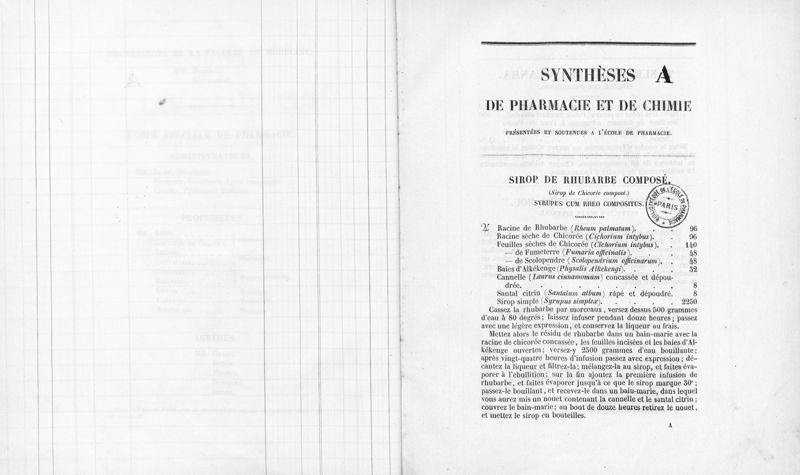 SYNTHÈSES A
DE PHARMACIE ET DE CHIMIE
PRÉSENTÉES ET SOUTENUES A L'ÉCOLE DE PHARMACIE.
SIROP DE RHUBARBE COMPOSÉ.
(Sirop de Chicorée compost.)
SYRUPUS CUM RHEO COMPOSITUS.
BIBLIOTHÈQUE DE L'ÉCOLE DE PHARMACIE
PARIS
♃ Racine de Rhubarbe (Rheum palmatum). . . 96
Racine sèche de Chicorée (Cichorium intybus). . 96
Feuilles sèches de Chicorée (Cichorium intybus). . 140
— de Fumeterre (Fumaria officinalis) . . 48
— de Scolopendre (Scolopendrium officinarum). . 48
Baies d'Alkékenge (Physalis Alkekengi). . . . 32
Cannelle (Laurus cinnamomum) concassée et dépou-
drée. . . . . . . . . . 8
Santal citrin (Santalum album) râpé et dépoudré. 8
Sirop simple (Syrupus simplex). . . . . 2250
Cassez la rhubarbe par morceaux, versez dessus 500 grammes
d'eau à 80 degrés; laissez infuser pendant douze heures; passez
avec une légère expression, et conservez la liqueur au frais.
Mettez alors le résidu de rhubarbe dans un bain-marie avec la
racine de chicorée concassée, les feuilles incisées et les baies d'Al-
kékenge ouvertes; versez-y 2500 grammes d'eau bouillante;
après vingt-quatre heures d'infusion passez avec expression; dé-
cantez la liqueur et filtrez-la; mélangez-la au sirop, et faites éva-
porer à l'ébullition; sur la fin ajoutez la première infusion de
rhubarbe, et faites évaporer jusqu'à ce que le sirop marque 30°;
passez-le bouillant, et recevez-le dans un bain-marie, dans lequel
vous aurez mis un nouet contenant la cannelle et le santal citrin;
couvrez le bain-marie; au bout de douze heures retirez le nouet,
et mettez le sirop en bouteilles.
A